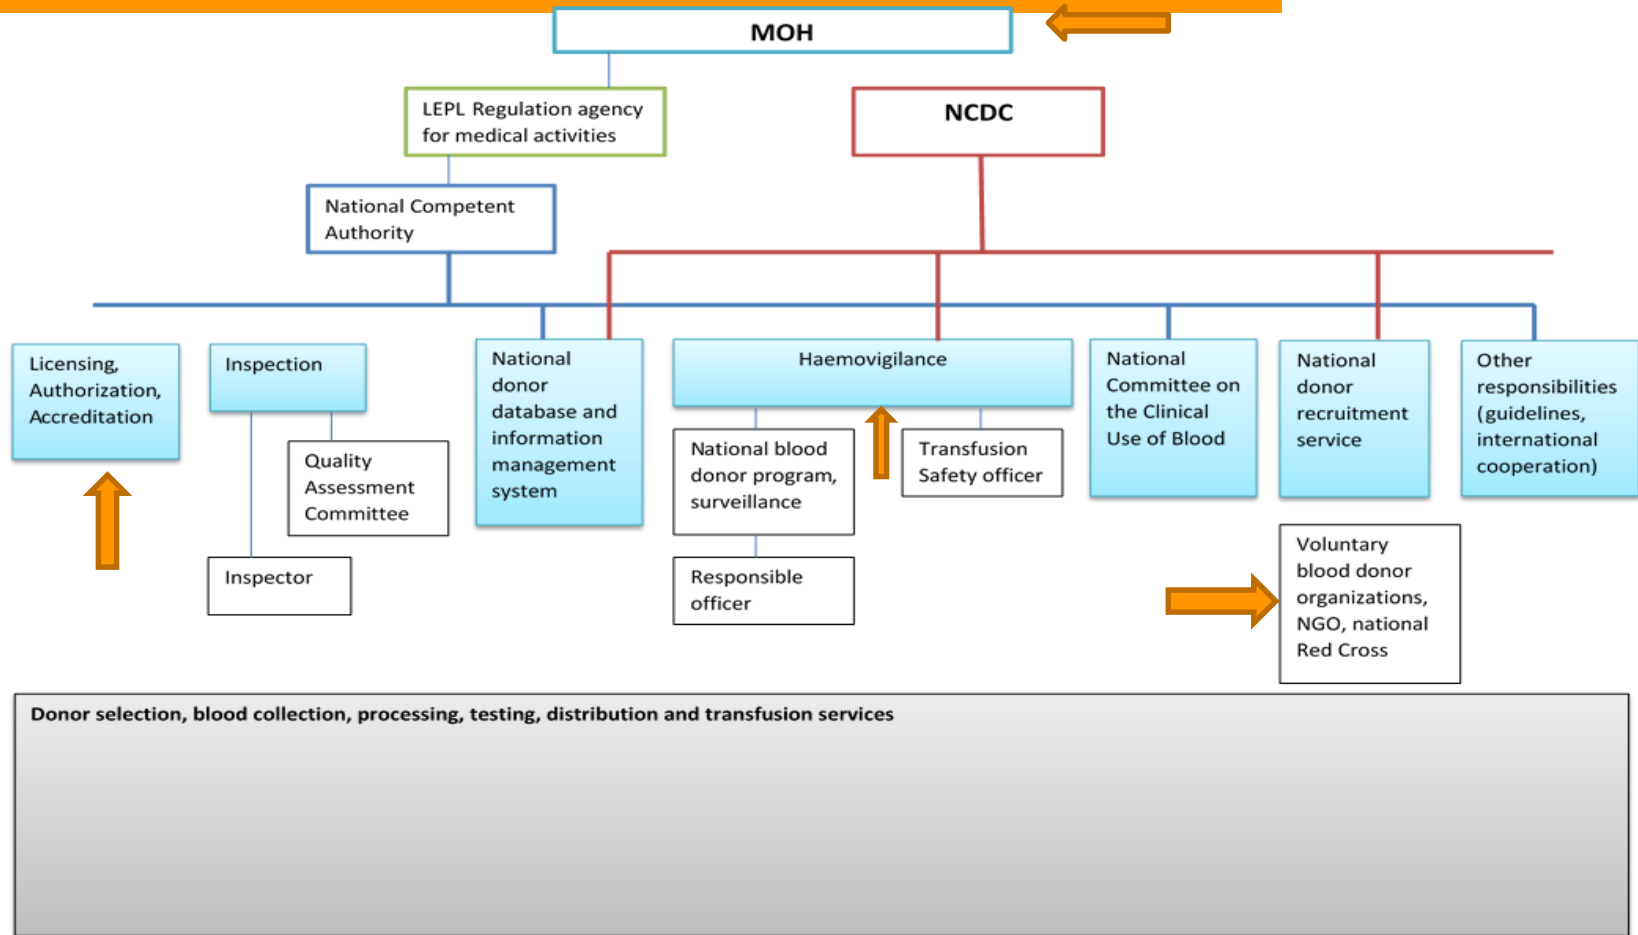 MOH
LEPL Regulation agency
for medical activities
NCDC
National Competent
Authority
Licensing,
Authorization,
Accreditation
Inspection
Quality
Assessment
Committee
Inspector
National
donor
database and
information
management
system
Haemovigilance
National blood
donor program,
surveillance
Responsible
officer
Transfusion
Safety officer
National
Committee on
the Clinical
Use of Blood
National
donor
recruitment
service
Voluntary
blood donor
organizations,
NGO, national
Red Cross
Other
responsibilities
(guidelines,
international
cooperation)
Donor selection, blood collection, processing, testing, distribution and transfusion services